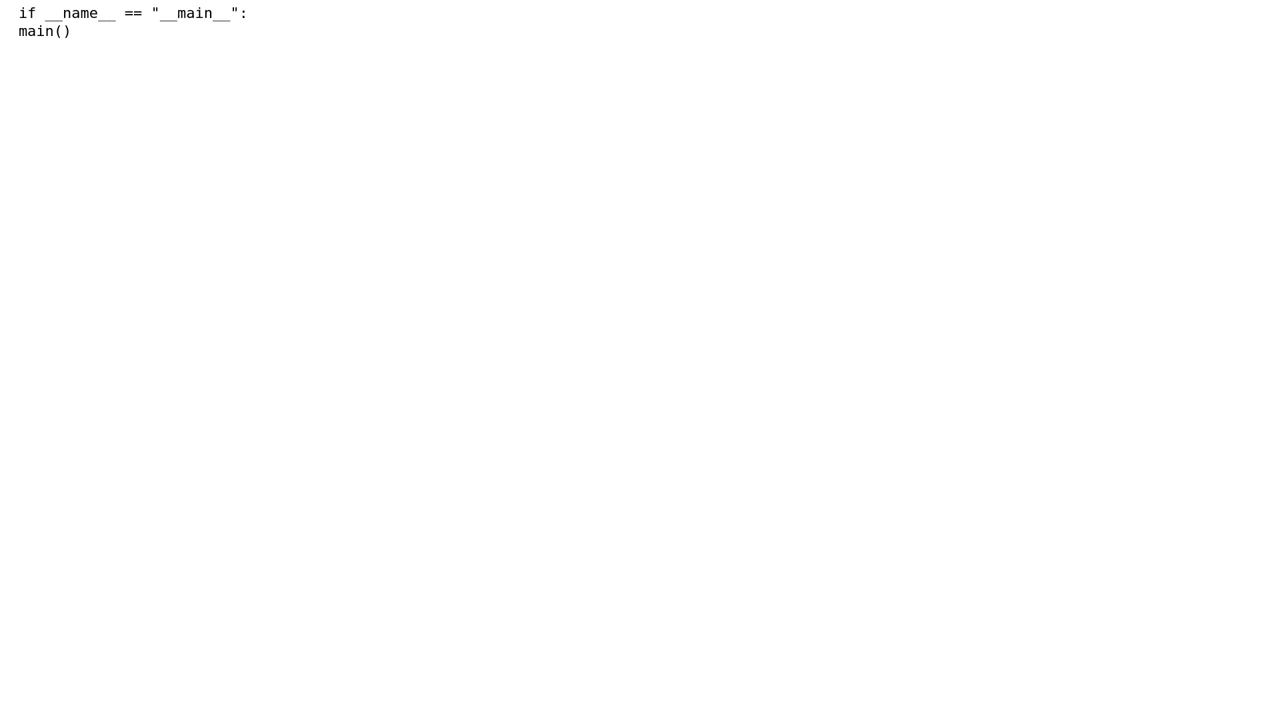 if __name__ == "__main__":
main()